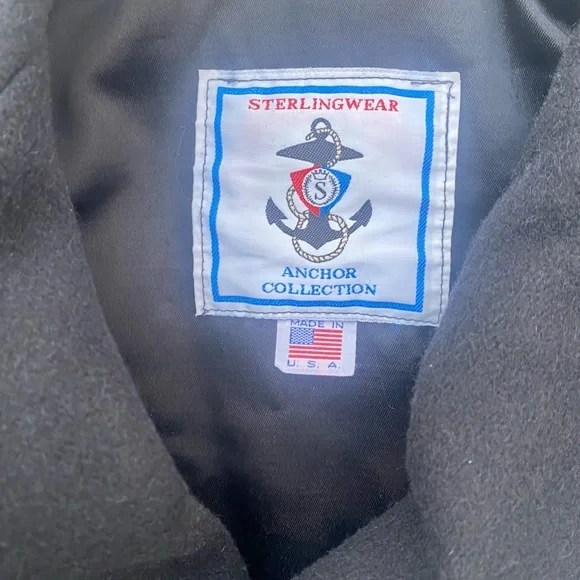 STERLINGWEAR
S
ANCHOR
COLLECTION
MADE IN
U. S. A.